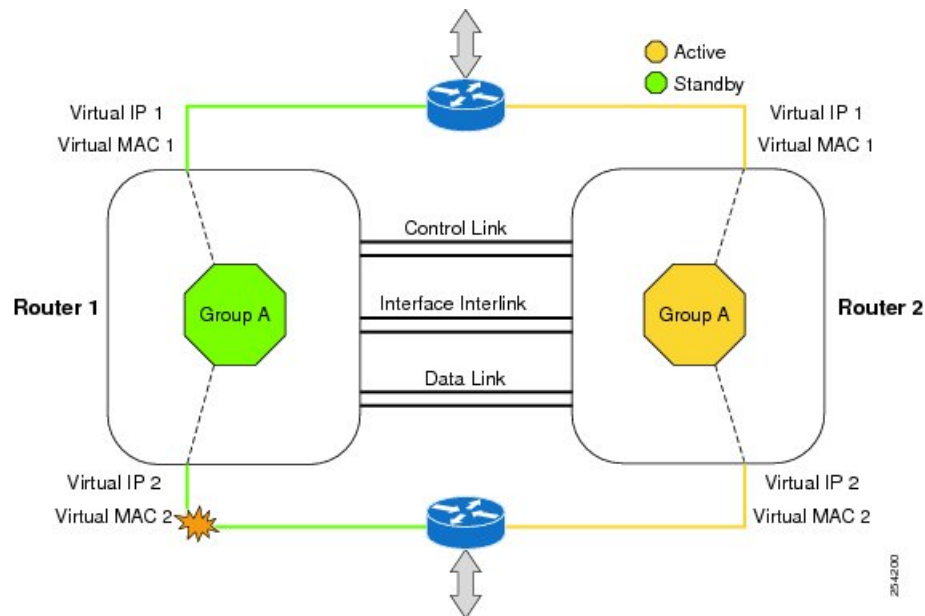 Active
Standby
Virtual IP 1
Virtual MAC 1
Virtual IP 1
Virtual MAC 1
Control Link
Router 1
Group A
Interface Interlink
Group A
Router 2
Data Link
Virtual IP 2
Virtual MAC 2
Virtual IP 2
Virtual MAC 2
254200